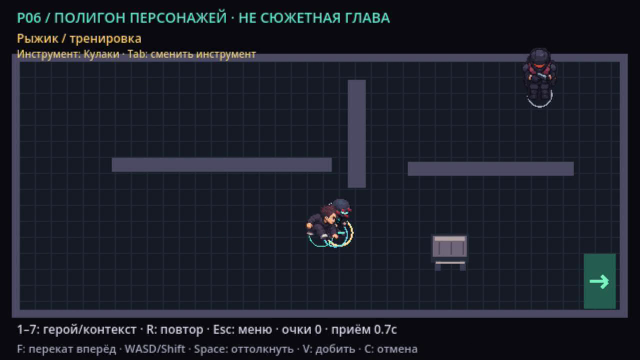 P06 / ПОЛИГОН ПЕРСОНАЖЕЙ · НЕ СЮЖЕТНАЯ ГЛАВА
Рыжик / тренировка
Инструмент: Кулаки · Tab: сменить инструмент
1–7: герой/контекст · R: повтор · Esc: меню · очки 0 · приём 0.7с
F: перекат вперёд · WASD/Shift · Space: оттолкнуть · V: добить · C: отмена